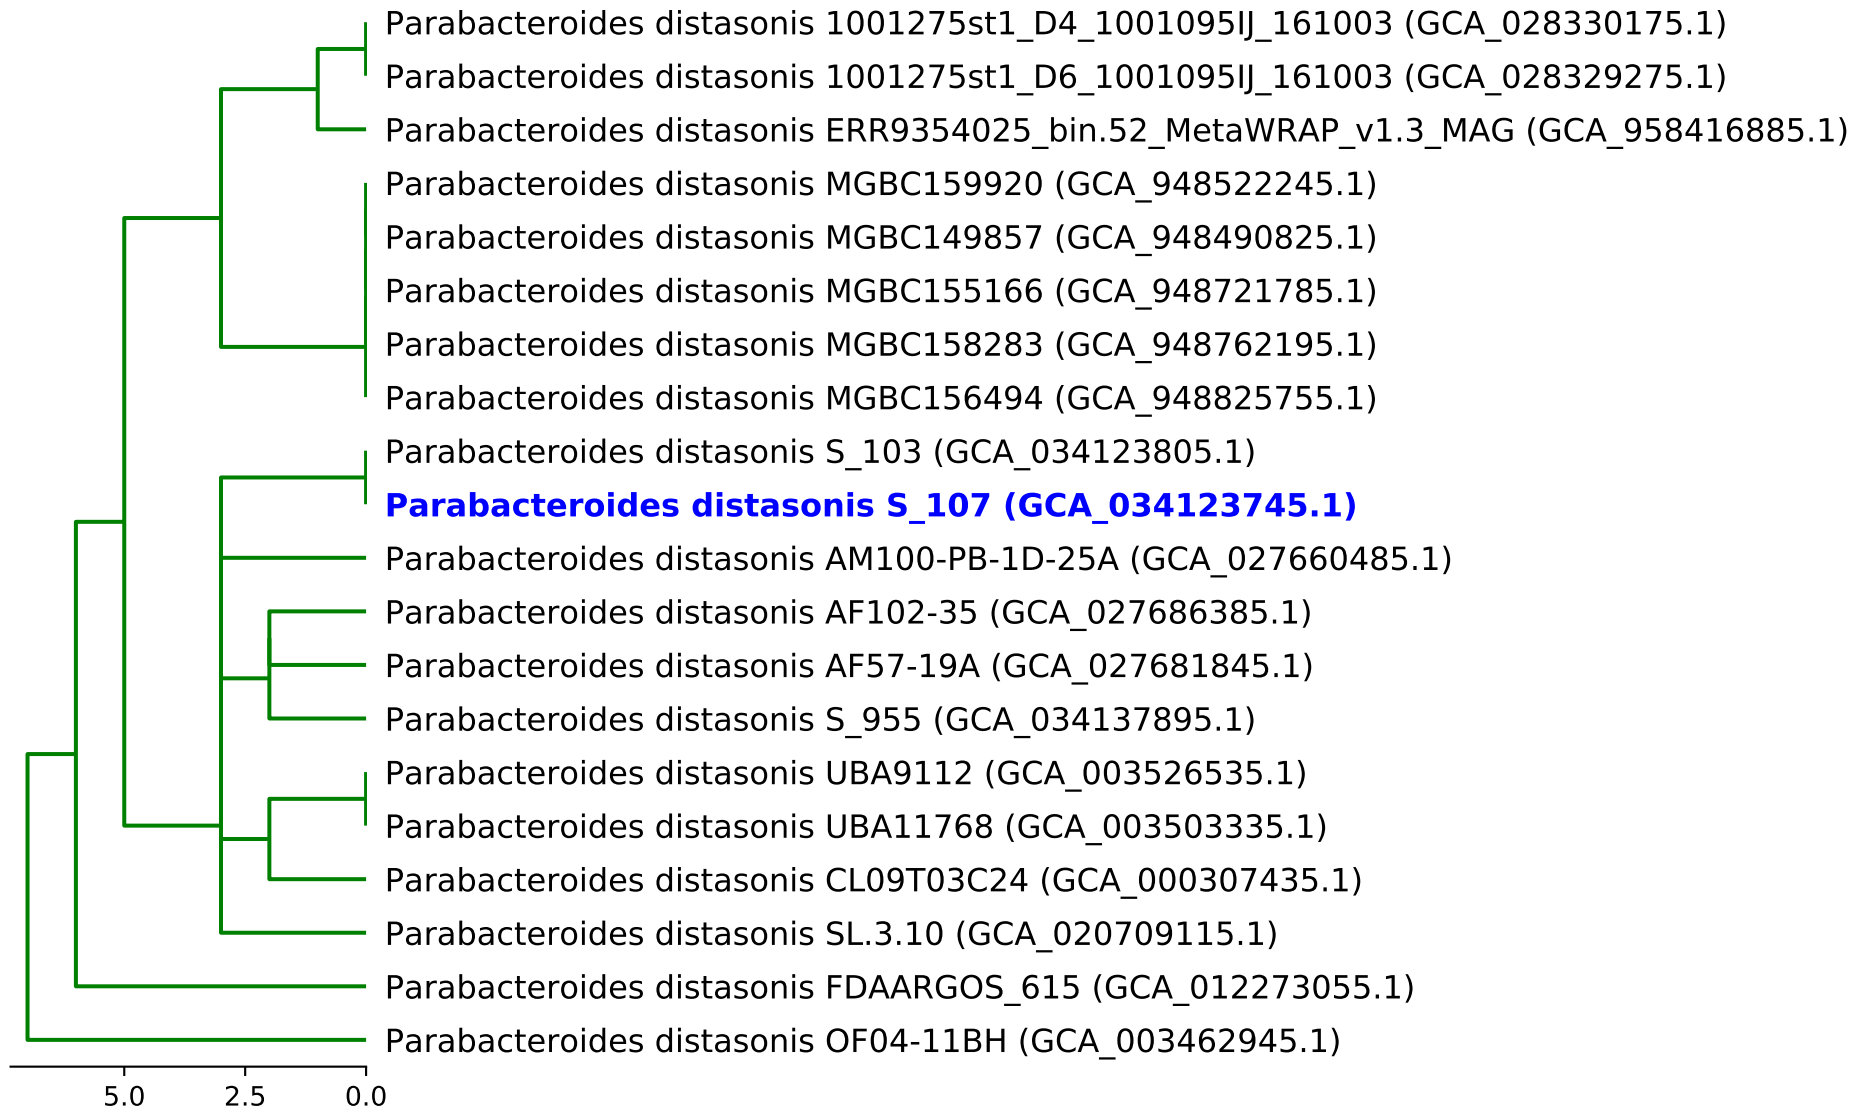 Parabacteroides distasonis 1001275st1_D4_1001095IJ_161003 (GCA_028330175.1)
Parabacteroides distasonis 1001275st1_D6_1001095IJ_161003 (GCA_028329275.1)
Parabacteroides distasonis ERR9354025_bin.52_MetaWRAP_v1.3_MAG (GCA_958416885.1)
Parabacteroides distasonis MGBC159920 (GCA_948522245.1)
Parabacteroides distasonis MGBC149857 (GCA_948490825.1)
Parabacteroides distasonis MGBC155166 (GCA_948721785.1)
Parabacteroides distasonis MGBC158283 (GCA_948762195.1)
Parabacteroides distasonis MGBC156494 (GCA_948825755.1)
Parabacteroides distasonis S_103 (GCA_034123805.1)
Parabacteroides distasonis S_107 (GCA_034123745.1)
Parabacteroides distasonis AM100-PB-1D-25A (GCA_027660485.1)
Parabacteroides distasonis AF102-35 (GCA_027686385.1)
Parabacteroides distasonis AF57-19A (GCA_027681845.1)
Parabacteroides distasonis S_955 (GCA_034137895.1)
Parabacteroides distasonis UBA9112 (GCA_003526535.1)
Parabacteroides distasonis UBA11768 (GCA_003503335.1)
Parabacteroides distasonis CL09T03C24 (GCA_000307435.1)
Parabacteroides distasonis SL.3.10 (GCA_020709115.1)
Parabacteroides distasonis FDAARGOS_615 (GCA_012273055.1)
Parabacteroides distasonis OF04-11BH (GCA_003462945.1)
5.0 2.5 0.0